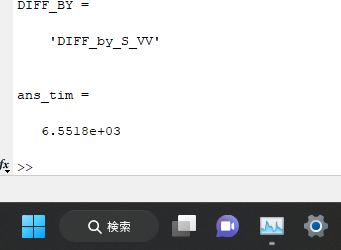 DIFF_BY =
'DIFF_by_S_VV'
ans_tim =
6.5518e+03
fx >>
検索